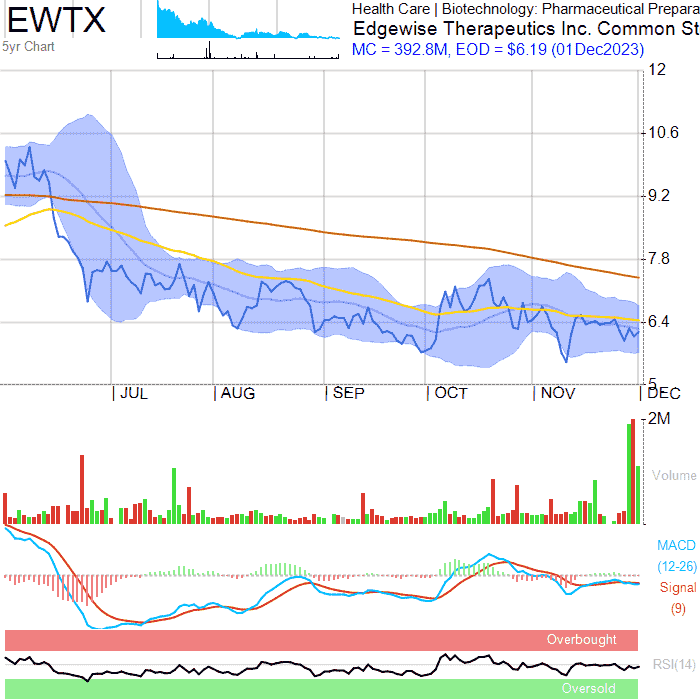 EWTX
5yr Chart
Health Care | Biotechnology: Pharmaceutical Prepara
Edgewise Therapeutics Inc. Common St
MC = 392.8M, EOD = $6.19 (01Dec2023)
12
10.6
9.2
7.8
6.4
5
JUL AUG SEP OCT NOV DEC
2M
Volume
MACD
(12-26)
Signal
(9)
Overbought
RSI(14)
Oversold